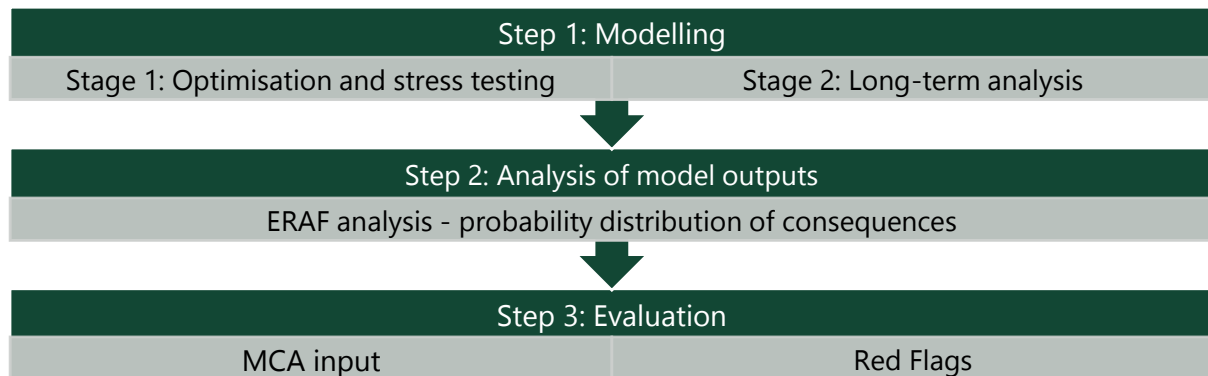 Step 1: Modelling
Stage 1: Optimisation and stress testing
Stage 2: Long-term analysis
Step 2: Analysis of model outputs
ERAF analysis - probability distribution of consequences
Step 3: Evaluation
MCA input
Red Flags